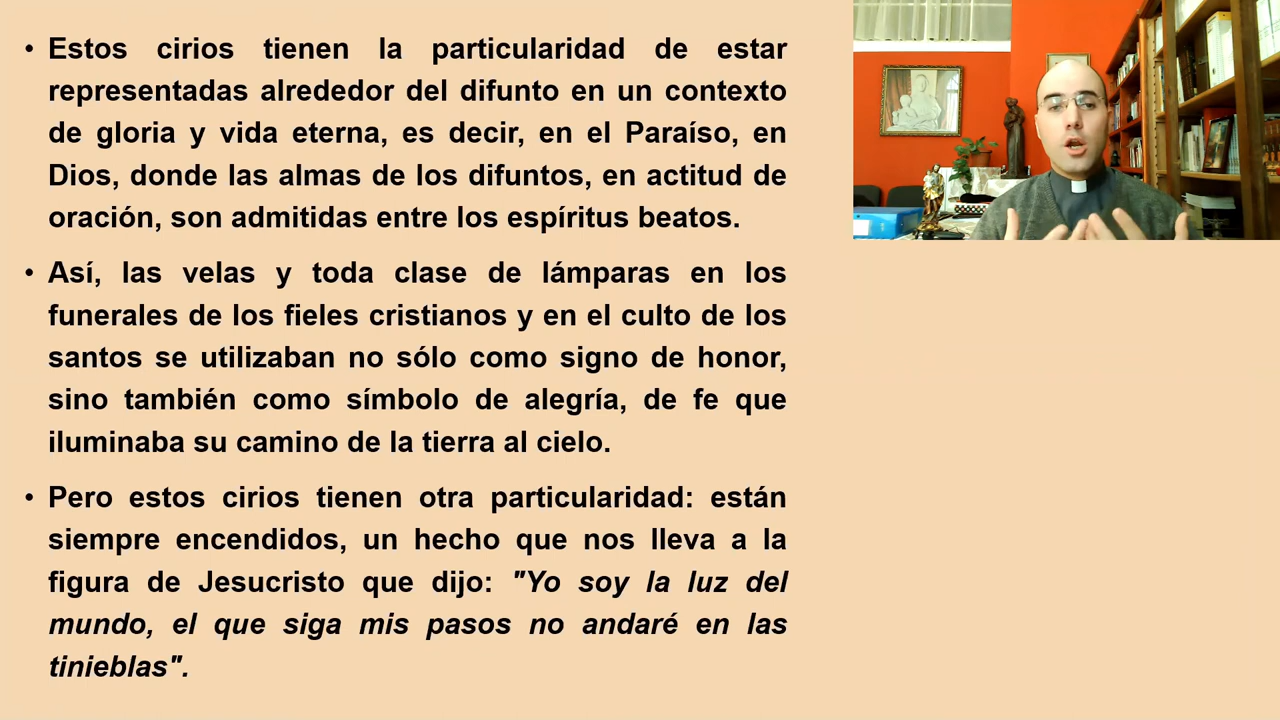 • Estos cirios tienen la particularidad de estar
representadas alrededor del difunto en un contexto
de gloria y vida eterna, es decir, en el Paraíso, en
Dios, donde las almas de los difuntos, en actitud de
oración, son admitidas entre los espíritus beatos.
• Así, las velas y toda clase de lámparas en los
funerales de los fieles cristianos y en el culto de los
santos se utilizaban no sólo como signo de honor,
sino también como símbolo de alegría, de fe que
iluminaba su camino de la tierra al cielo.
• Pero estos cirios tienen otra particularidad: están
siempre encendidos, un hecho que nos lleva a la
figura de Jesucristo que dijo: "Yo soy la luz del
mundo, el que siga mis pasos no andaré en las
tinieblas".